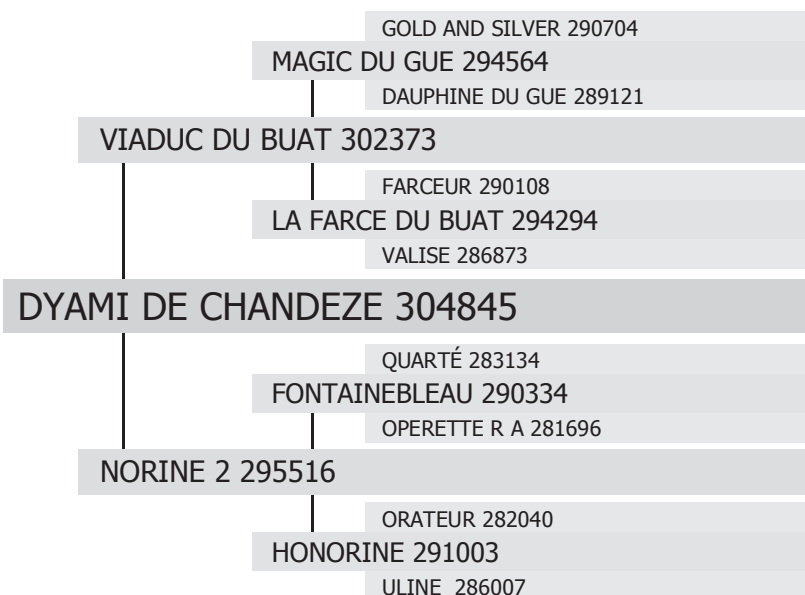 GOLD AND SILVER 290704
MAGIC DU GUE 294564
DAUPHINE DU GUE 289121
VIADUC DU BUAT 302373
FARCEUR 290108
LA FARCE DU BUAT 294294
VALISE 286873
DYAMI DE CHANDEZE 304845
QUARTÉ 283134
FONTAINEBLEAU 290334
OPERETTE R A 281696
NORINE 2 295516
ORATEUR 282040
HONORINE 291003
ULINE 286007